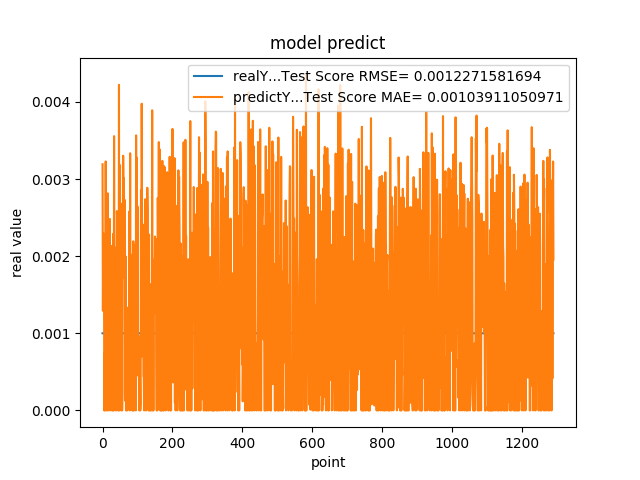 model predict
realY...Test Score RMSE= 0.0012271581694
predictY...Test Score MAE= 0.00103911050971
0.004
0.003
0.002
0.001
0.000
real value
0
200
400
600
800
1000
1200
point